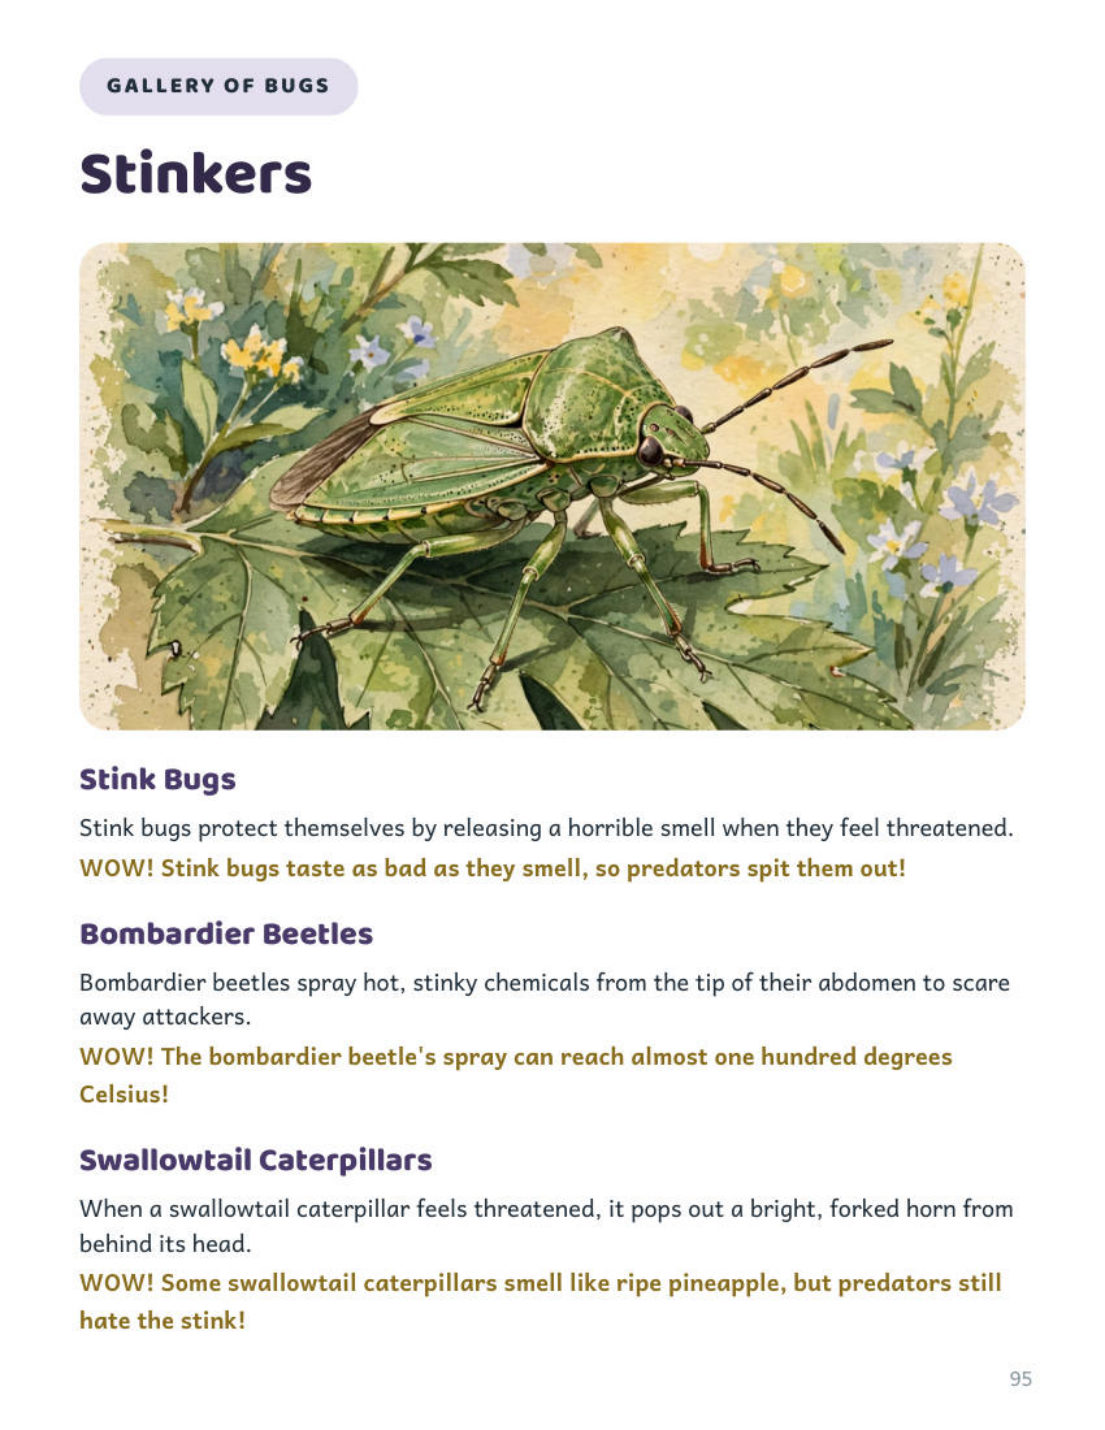 GALLERY OF BUGS
Stinkers
Stink Bugs
Stink bugs protect themselves by releasing a horrible smell when they feel threatened.
WOW! Stink bugs taste as bad as they smell, so predators spit them out!
Bombardier Beetles
Bombardier beetles spray hot, stinky chemicals from the tip of their abdomen to scare
away attackers.
WOW! The bombardier beetle's spray can reach almost one hundred degrees
Celsius!
Swallowtail Caterpillars
When a swallowtail caterpillar feels threatened, it pops out a bright, forked horn from
behind its head.
WOW! Some swallowtail caterpillars smell like ripe pineapple, but predators still
hate the stink!
95